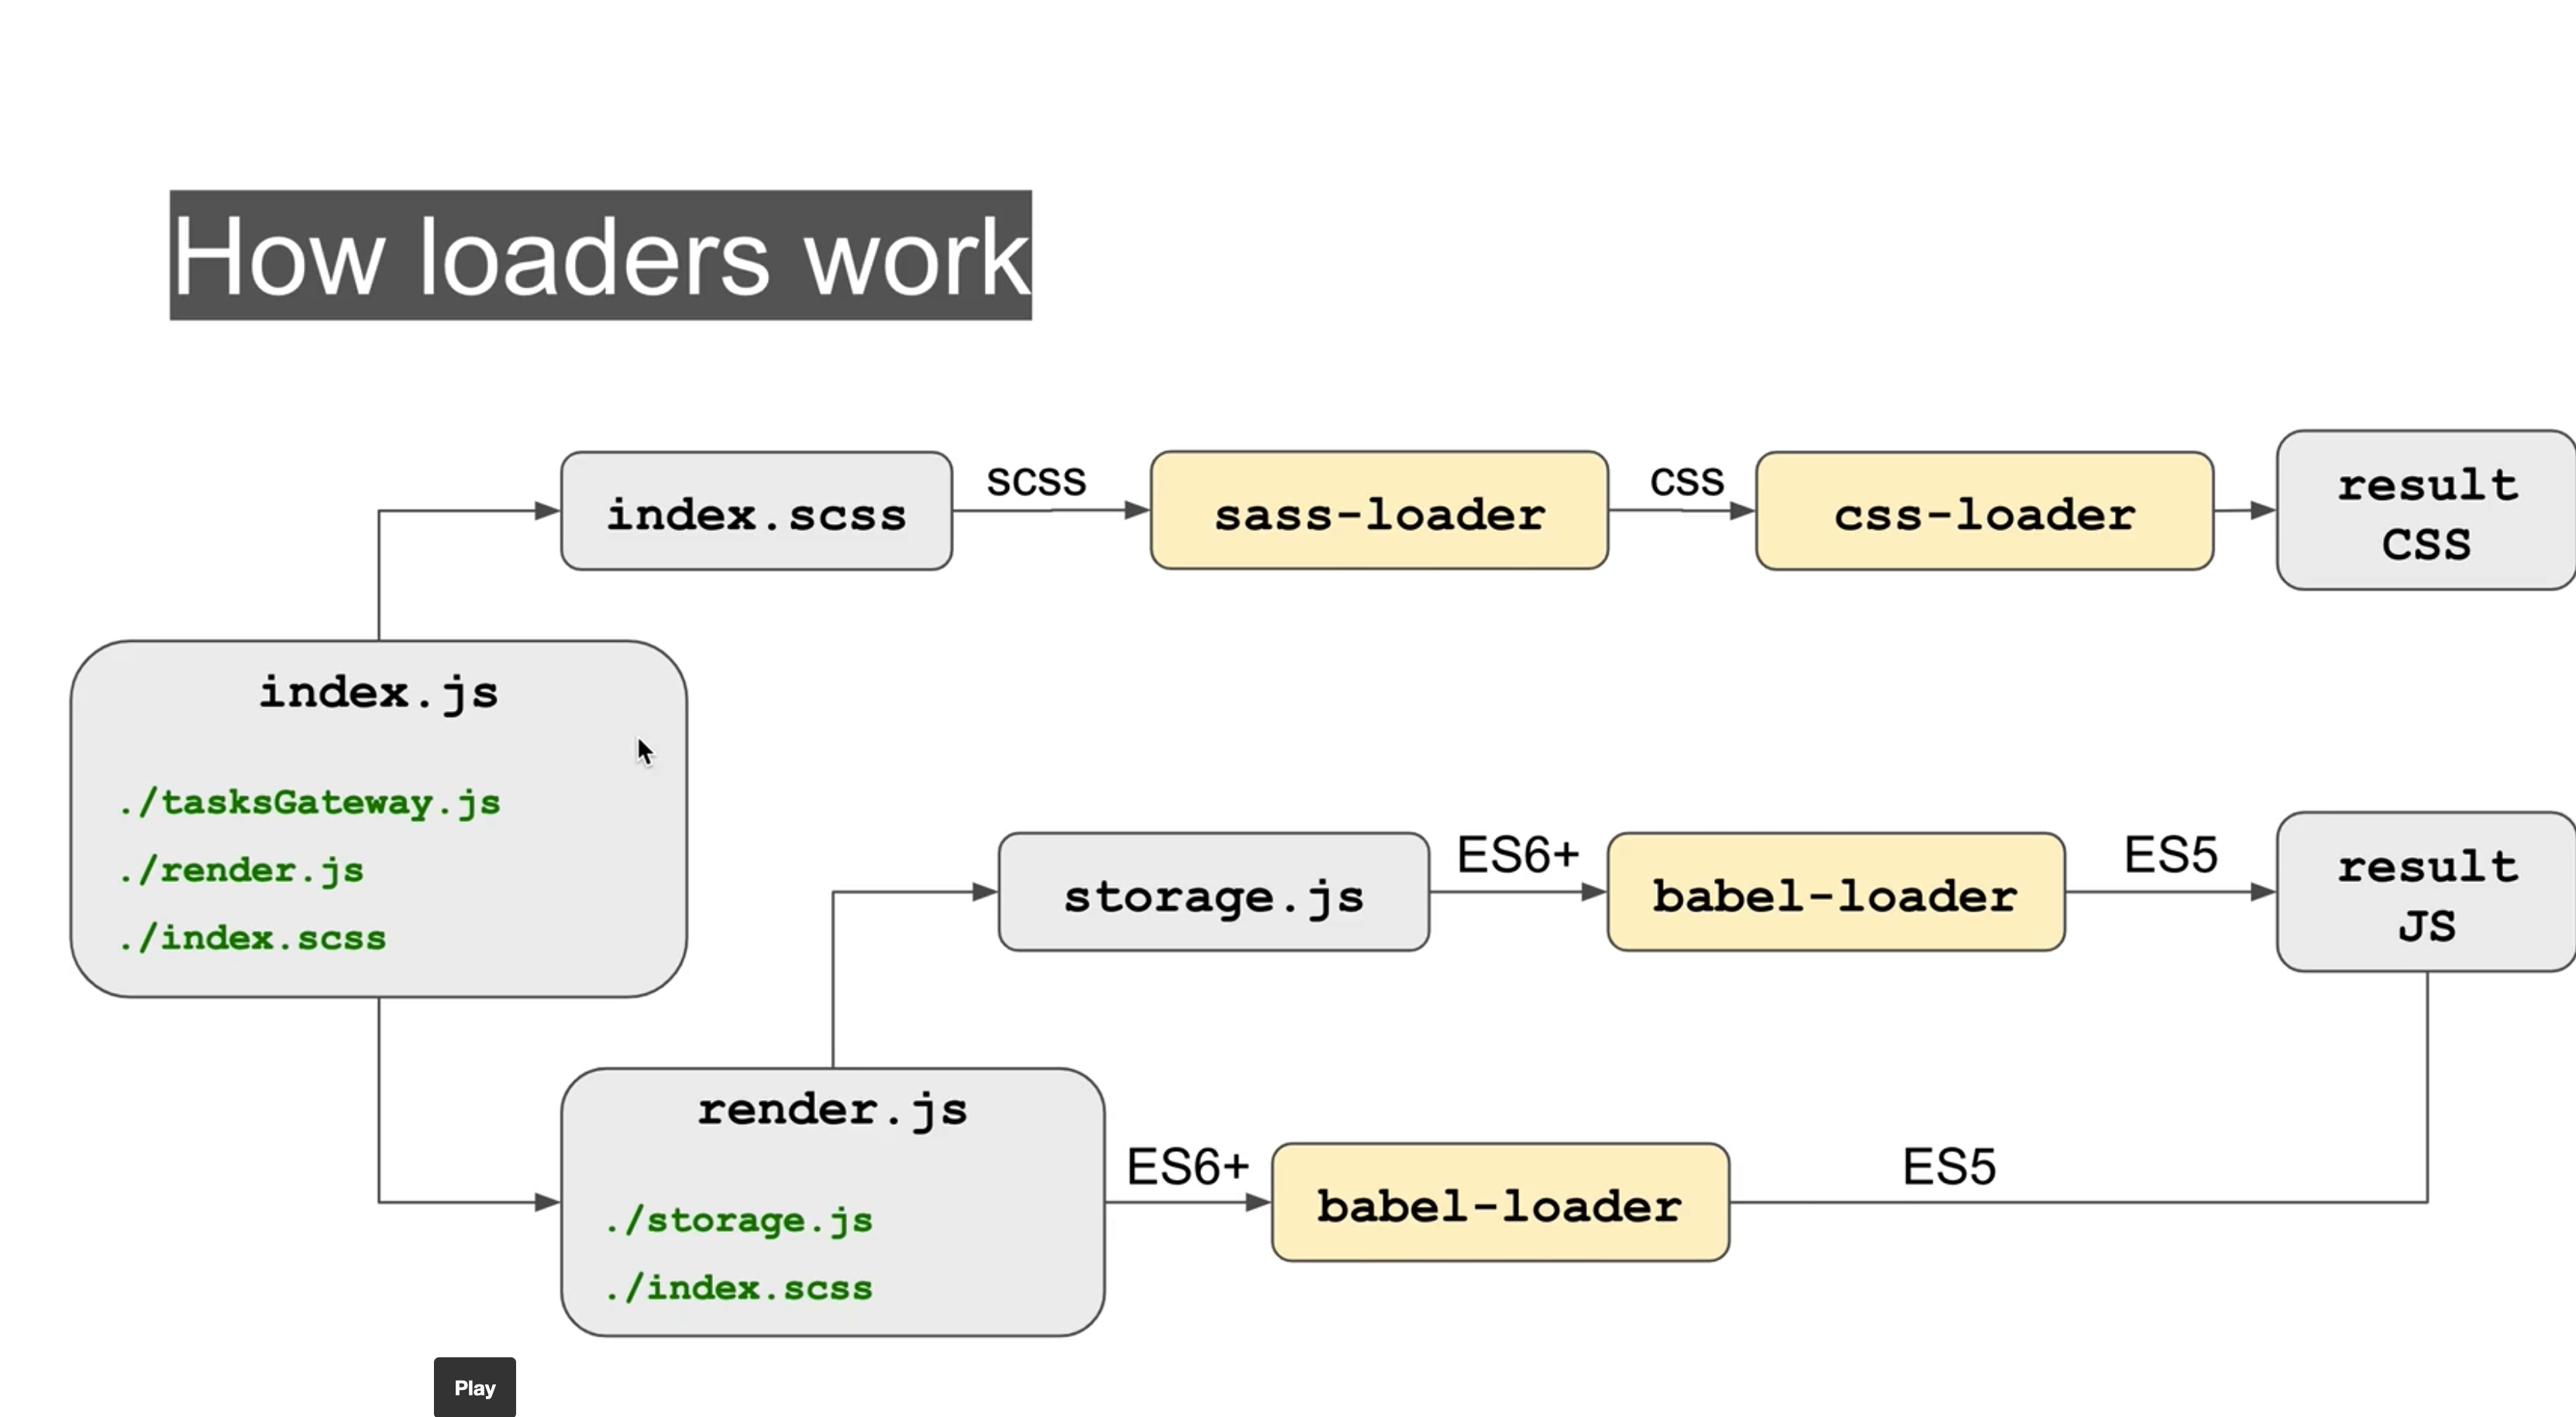 How loaders work
index.scss
scss
sass-loader
css
css-loader
result
CSS
index.js
./tasksGateway.js
./render.js
./index.scss
storage.js
ES6+
babel-loader
ES5
result
JS
render.js
./storage.js
./index.scss
ES6+
babel-loader
ES5
Play